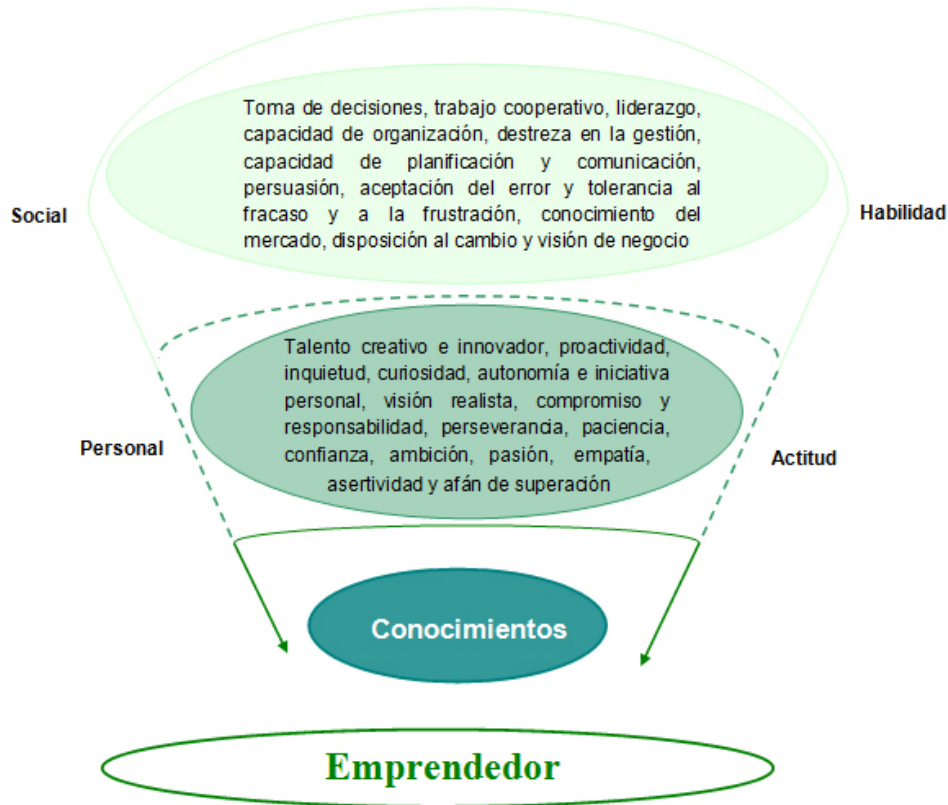 Toma de decisiones, trabajo cooperativo, liderazgo,
capacidad de organización, destreza en la gestión,
capacidad de planificación y comunicación,
persuasión, aceptación del error y tolerancia al
fracaso y a la frustración, conocimiento del
mercado, disposición al cambio y visión de negocio
Social
Habilidad
Talento creativo e innovador, proactividad,
inquietud, curiosidad, autonomía e iniciativa
personal, visión realista, compromiso y
responsabilidad, perseverancia, paciencia,
confianza, ambición, pasión, empatía,
asertividad y afán de superación
Personal
Actitud
Conocimientos
Emprendedor